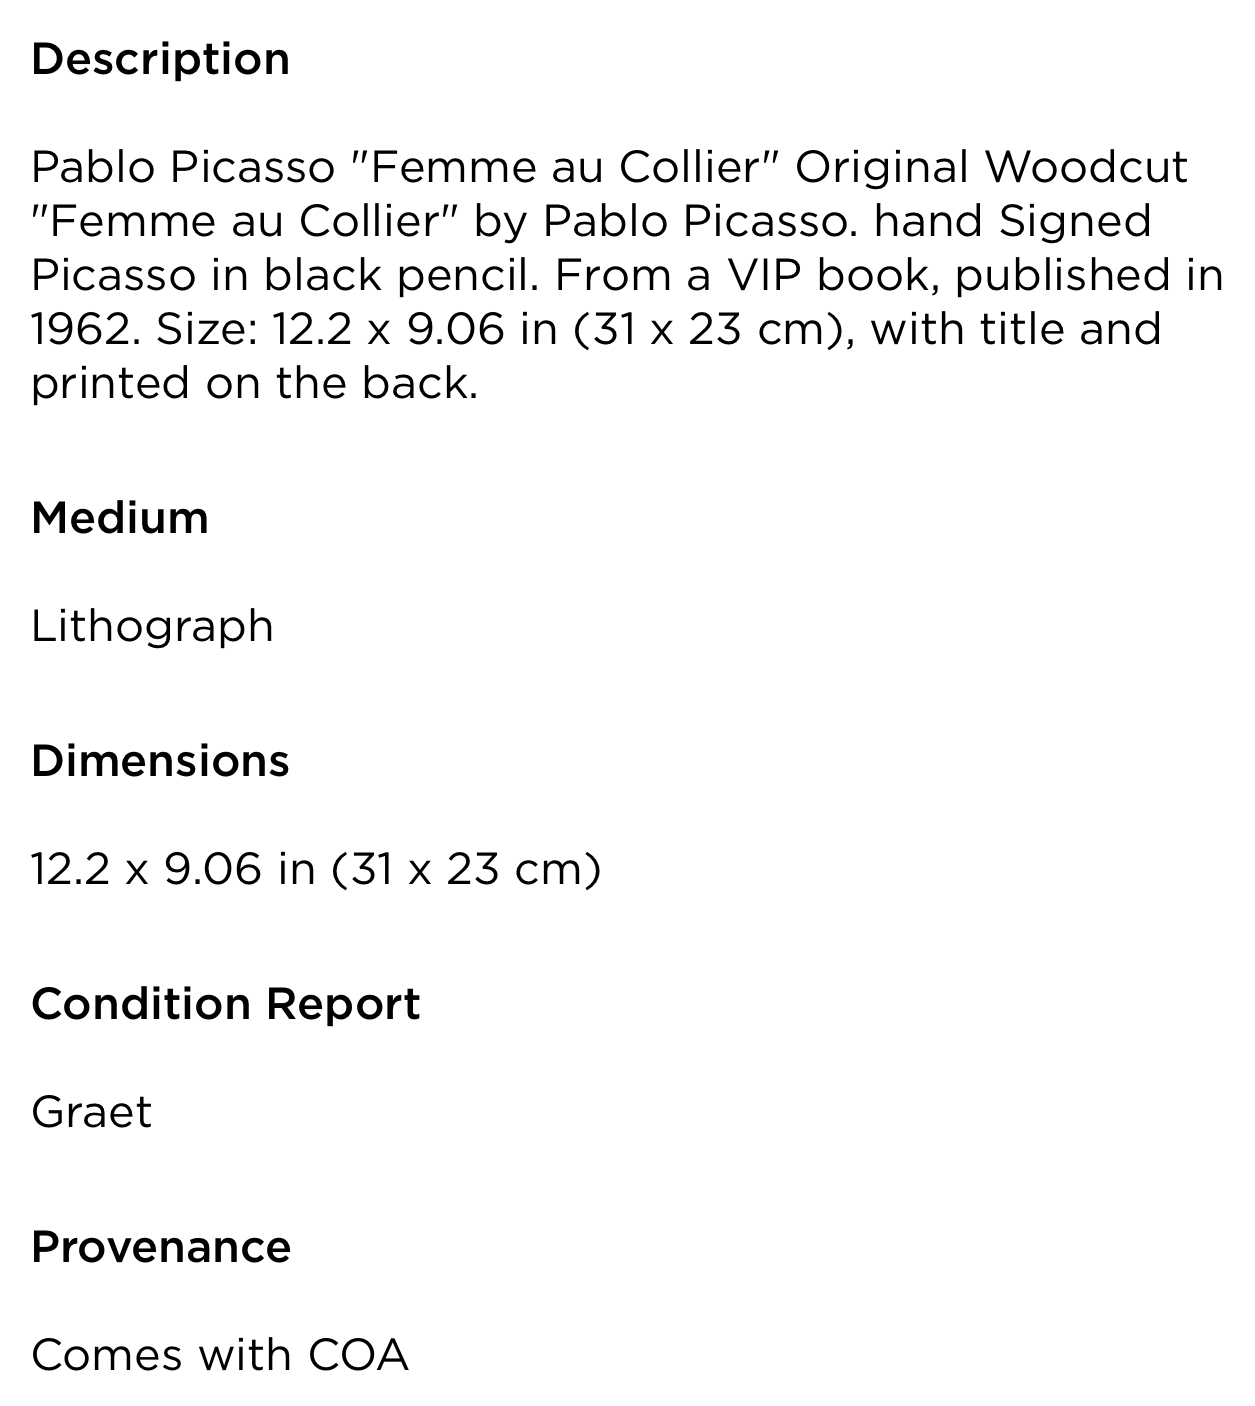 Description
Pablo Picasso "Femme au Collier" Original Woodcut
"Femme au Collier" by Pablo Picasso. hand Signed
Picasso in black pencil. From a VIP book, published in
1962. Size: 12.2 x 9.06 in (31 x 23 cm), with title and
printed on the back.
Medium
Lithograph
Dimensions
12.2 x 9.06 in (31 x 23 cm)
Condition Report
Graet
Provenance
Comes with COA